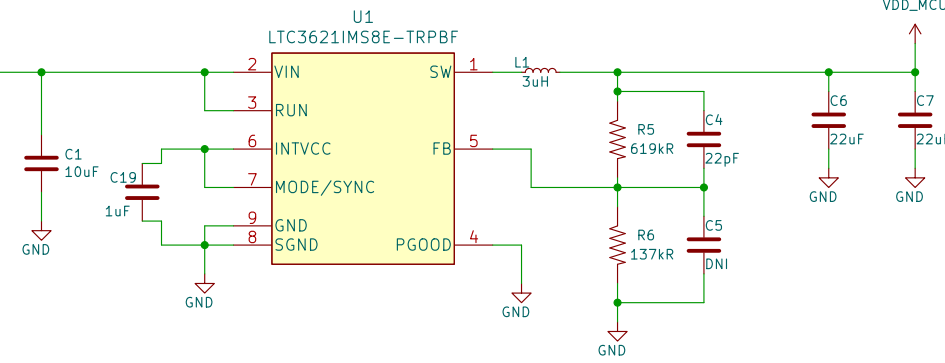 VDD_MCU
U1
LTC3621IMS8E-TRPBF
2 VIN
SW 1
L1
3uH
3 RUN
6 INTVCC
FB 5
7 MODE/SYNC
9 GND
8 SGND
PGOOD 4
C1
10uF
C19
1uF
R5
619kR
C4
22pF
C6
22uF
C7
22uF
R6
137kR
C5
DNI
GND
GND
GND
GND
GND
GND